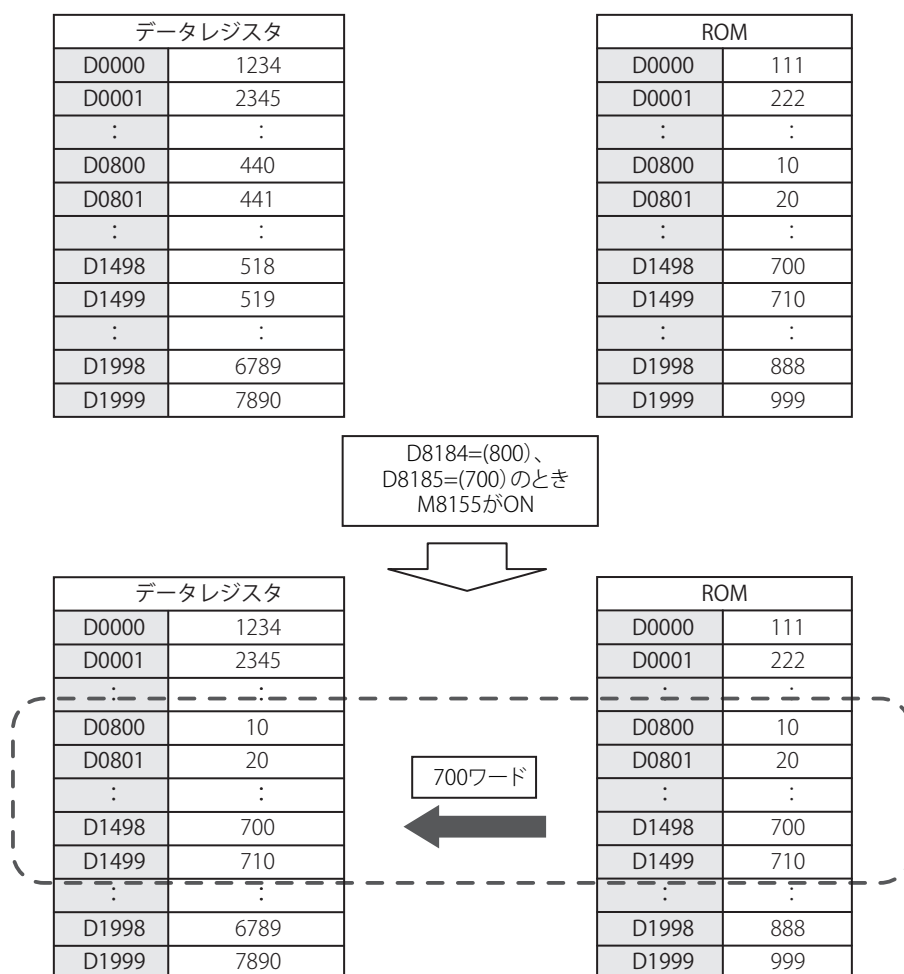 データレジスタ
D0000 1234
D0001 2345
: :
D0800 440
D0801 441
: :
D1498 518
D1499 519
: :
D1998 6789
D1999 7890
ROM
D0000 111
D0001 222
: :
D0800 10
D0801 20
: :
D1498 700
D1499 710
: :
D1998 888
D1999 999
D8184=(800)、
D8185=(700)のとき
M8155がON
データレジスタ
D0000 1234
D0001 2345
: :
D0800 10
D0801 20
: :
D1498 700
D1499 710
: :
D1998 6789
D1999 7890
700ワード
ROM
D0000 111
D0001 222
: :
D0800 10
D0801 20
: :
D1498 700
D1499 710
: :
D1998 888
D1999 999